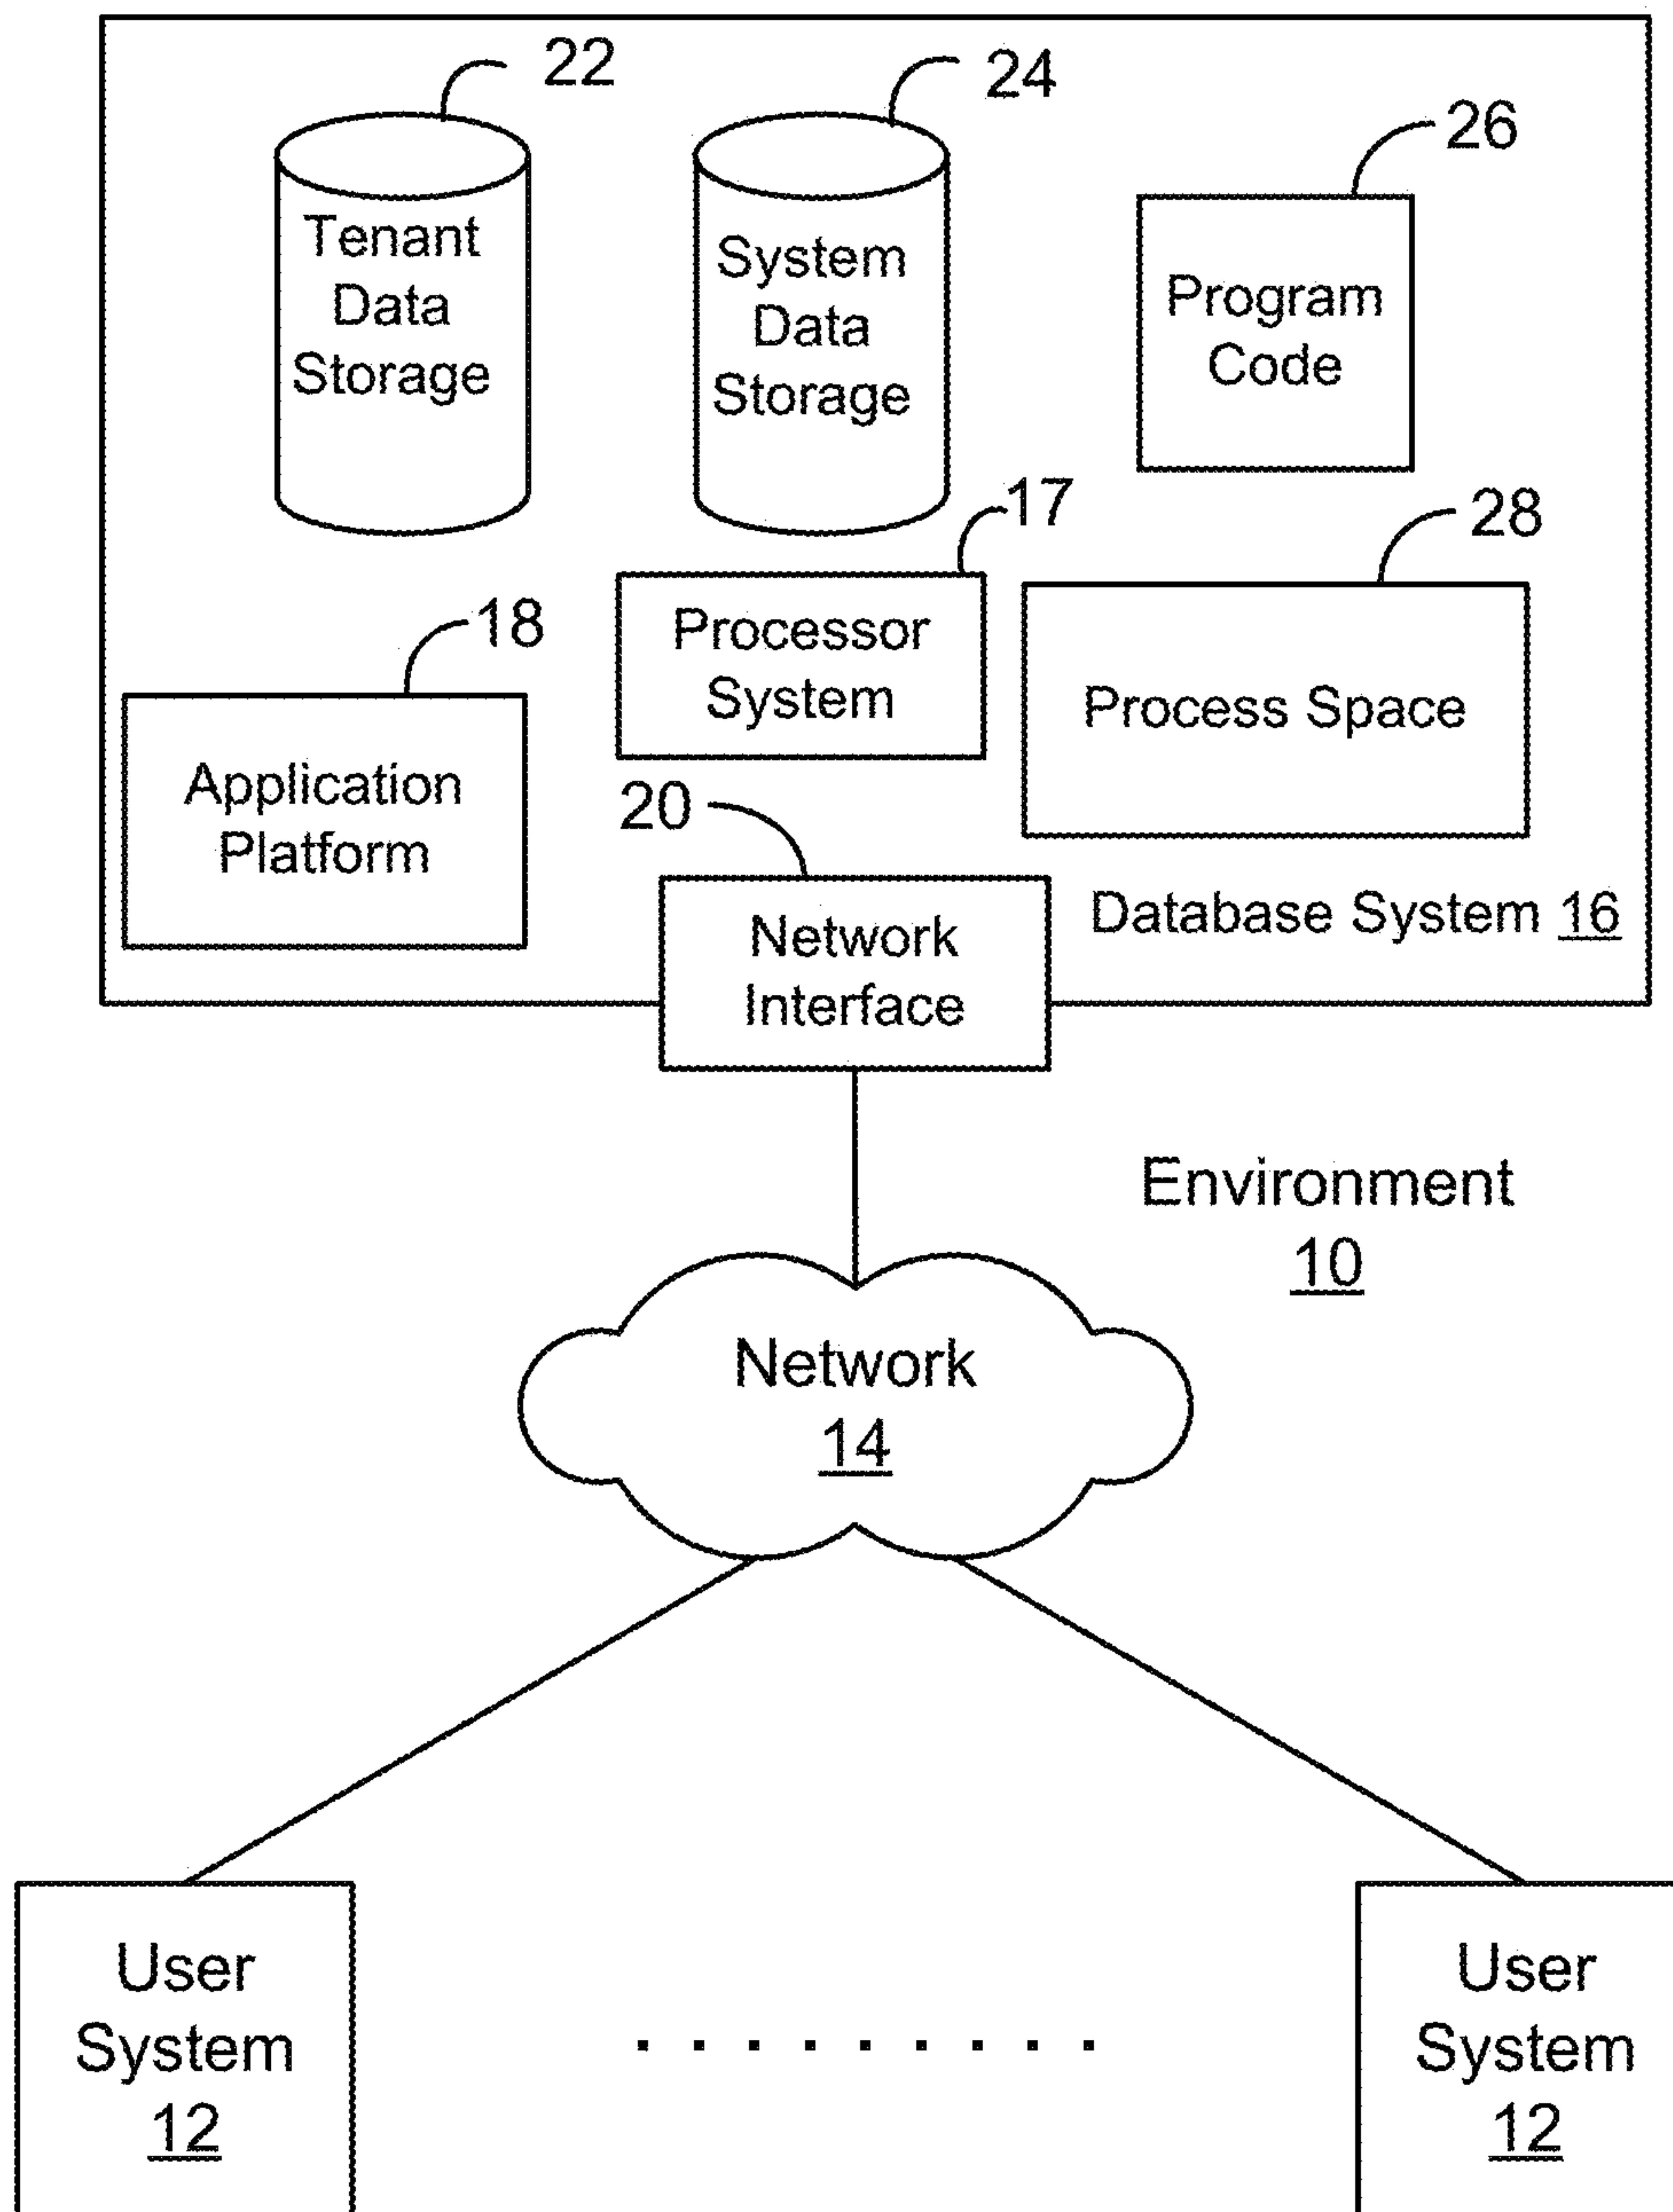 22
24
26
Tenant
Data
Storage
System
Data
Storage
Program
Code
17
28
18
Processor
System
Process Space
Application
Platform
20
Network
Interface
Database System 16
Environment
10
Network
14
User
System
12
. . . . . . . . .
User
System
12